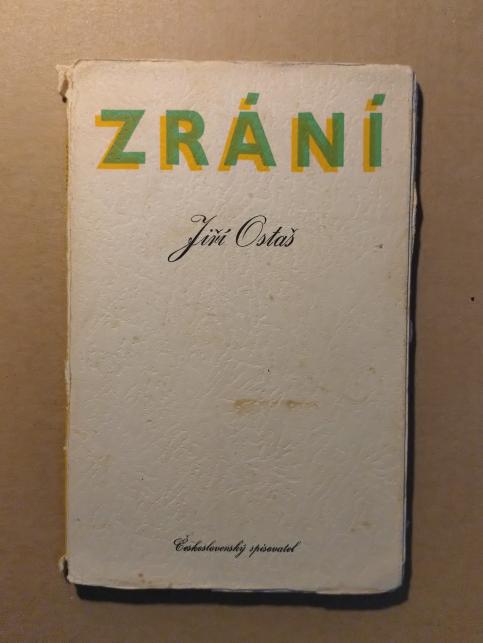 ZRÁNÍ
Jiří Ostaš
Československý spisovatel